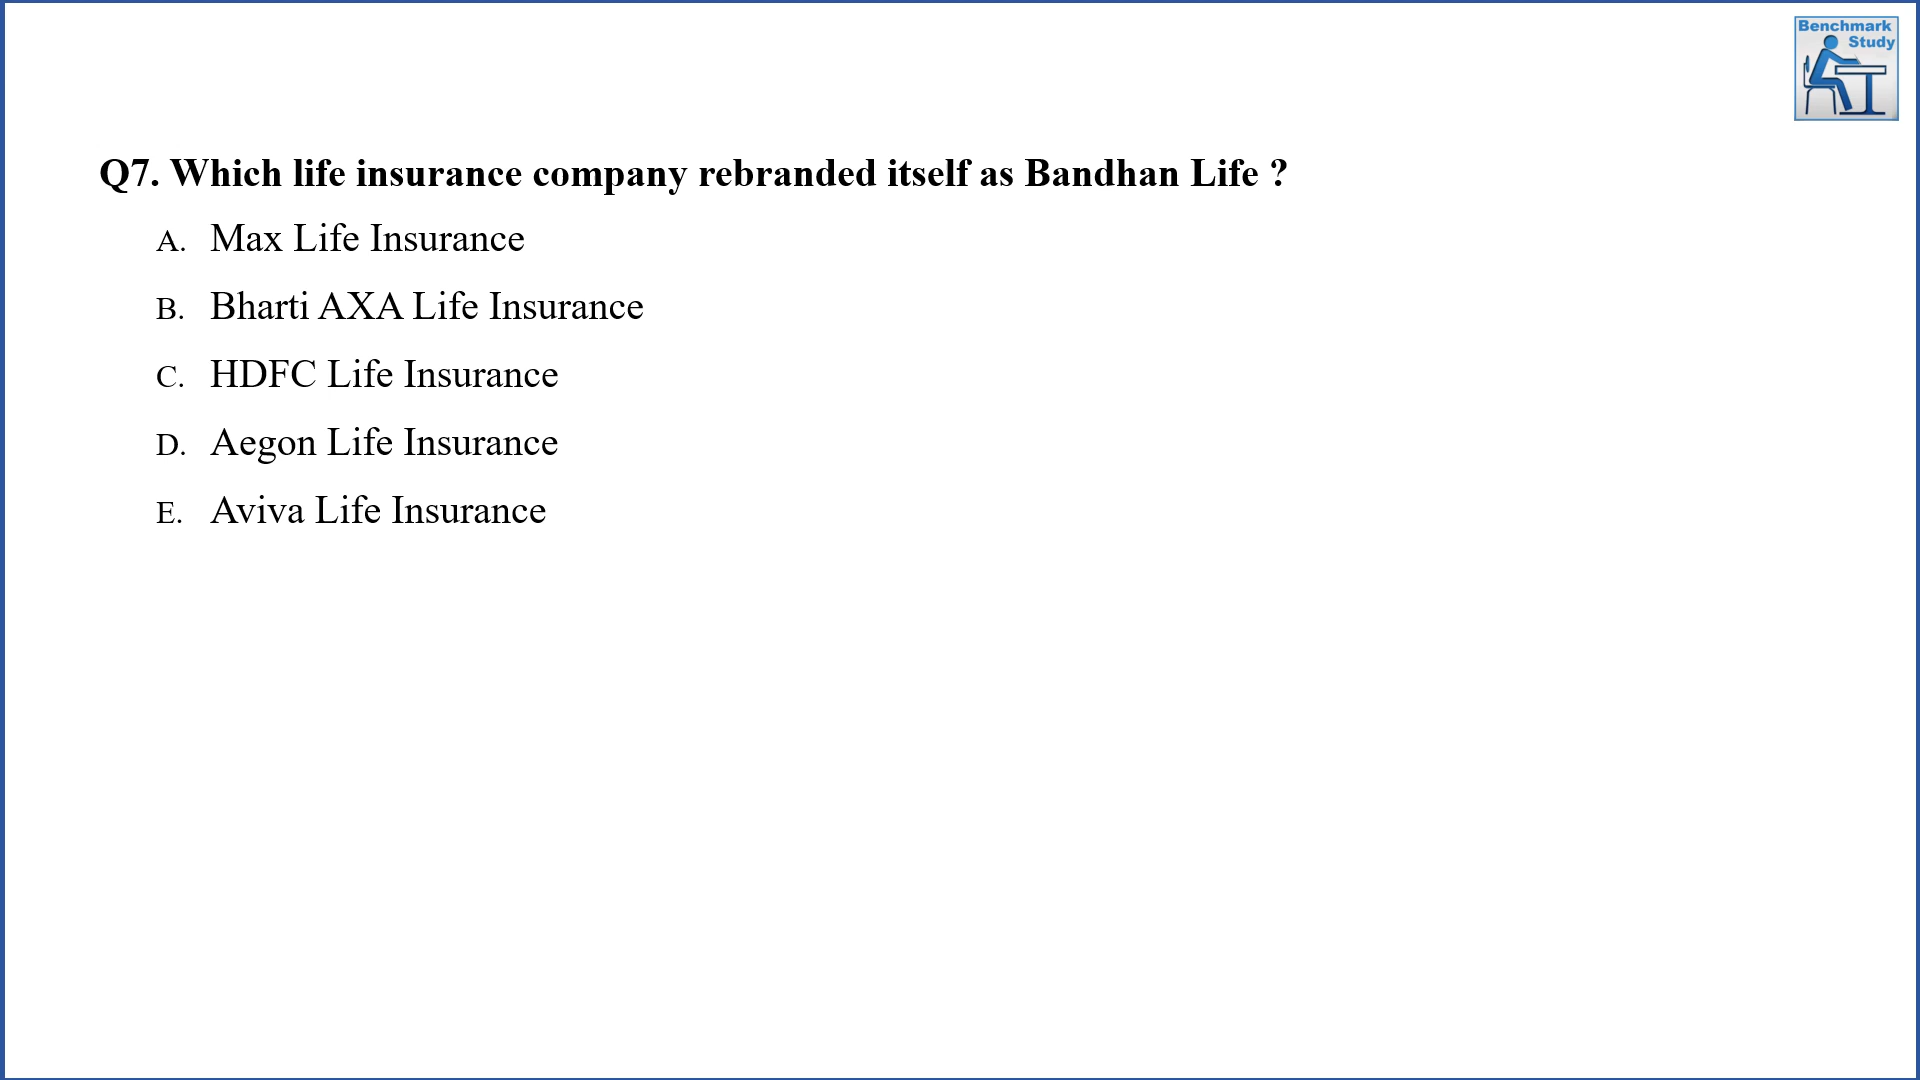 Benchmark
Study
Q7. Which life insurance company rebranded itself as Bandhan Life ?
A. Max Life Insurance
B. Bharti AXA Life Insurance
C. HDFC Life Insurance
D. Aegon Life Insurance
E. Aviva Life Insurance